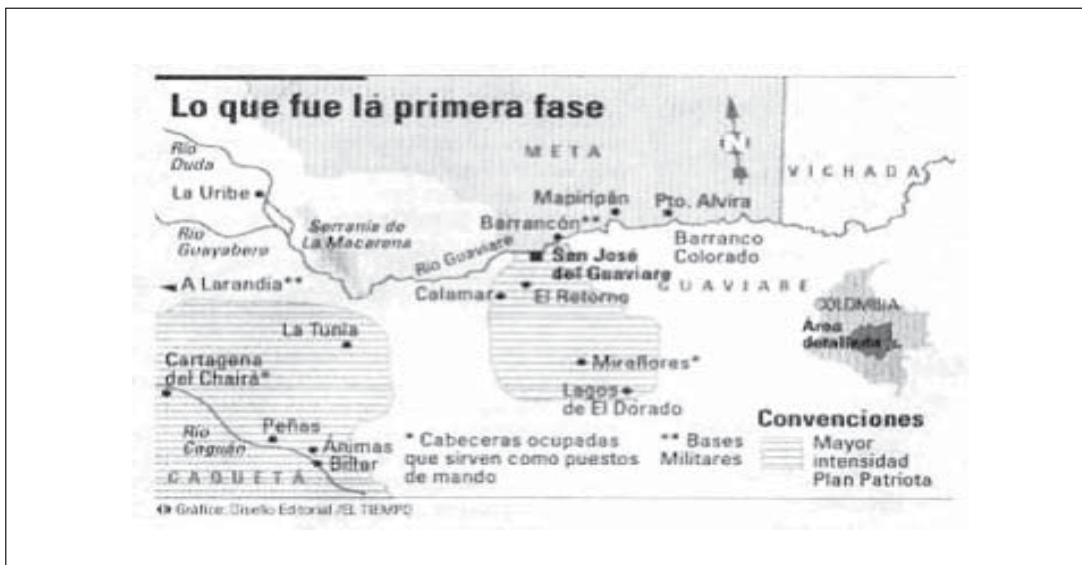 Lo que fue la primera fase
Río
Duda
META
VICHADA
La Uribe
Mapiripán
Pto. Alvira
Río
Guayabero
Serranía de
La Macarena
Barrancón**
Río Guaviare
San José
del Guaviare
Barranco
Colorado
A Larandia**
Calamar
El Retorno
GUAVIARE
COLOMBIA
Área
detallada
La Tunia
Cartagena
del Chairá*
Miraflores*
Lagos
de El Dorado
Río
Caguán
Peñas
Ánimas
Billar
CAQUETÁ
* Cabeceras ocupadas
que sirven como puestos
de mando
** Bases
Militares
Convenciones
Mayor
intensidad
Plan Patriota
Gráfico: Diseño Editorial /EL TIEMPO